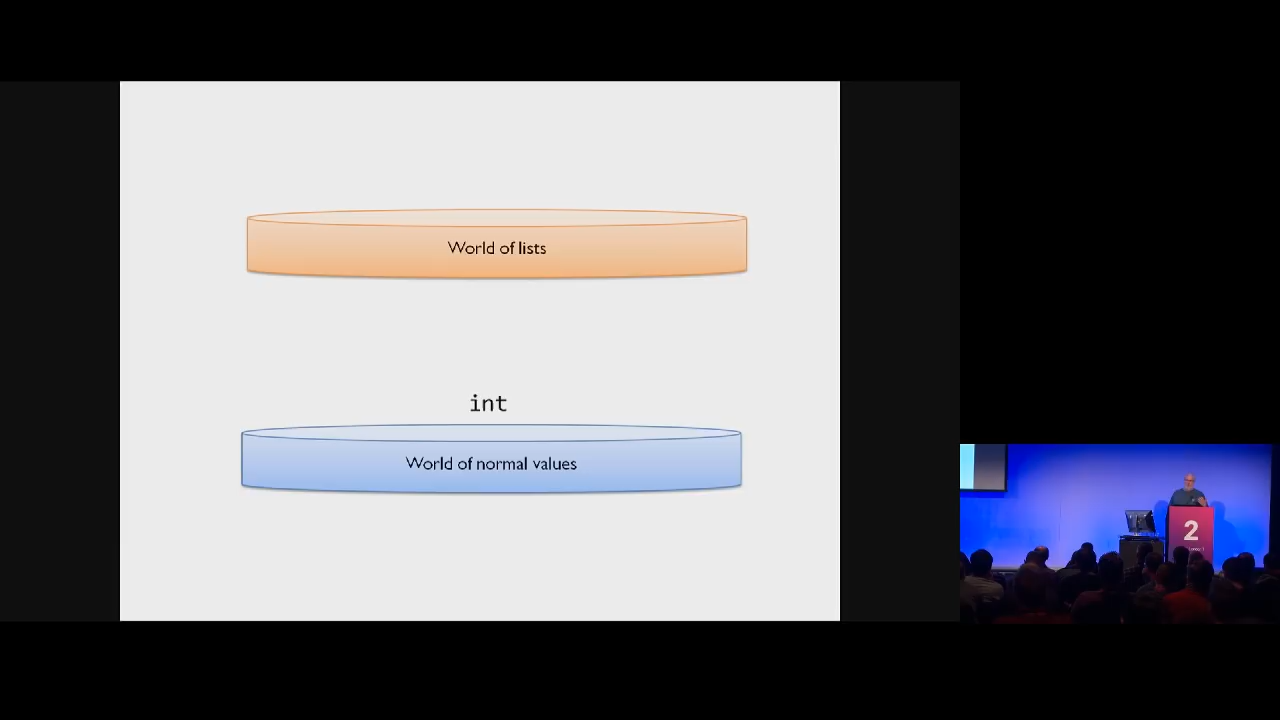 World of lists
int
World of normal values
2